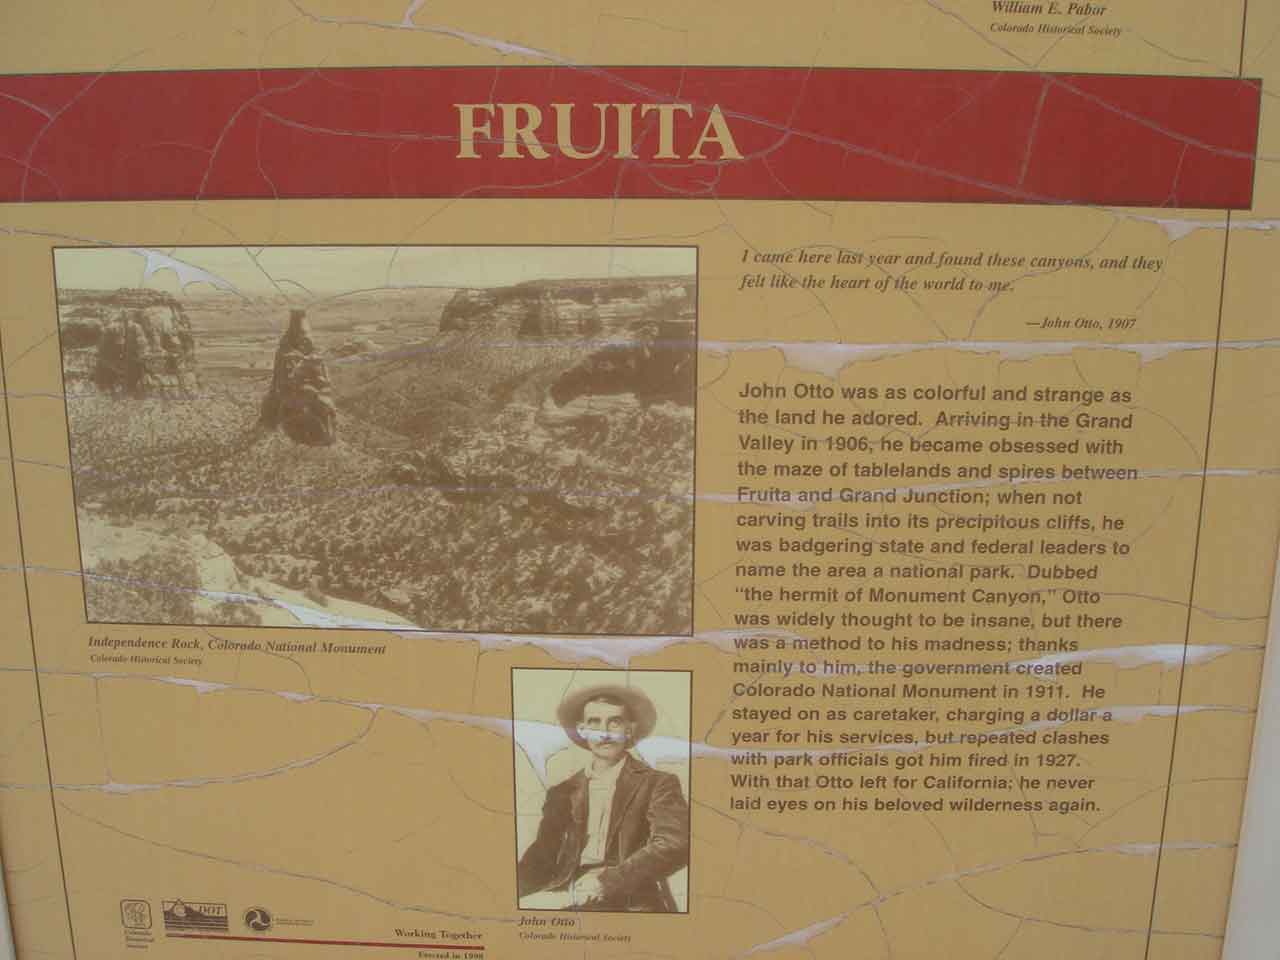 William E. Pabor
Colorado Historical Society
FRUITA
I came here last year and found these canyons, and they
felt like the heart of the world to me.
—John Otto, 1907
John Otto was as colorful and strange as
the land he adored. Arriving in the Grand
Valley in 1906, he became obsessed with
the maze of tablelands and spires between
Fruita and Grand Junction; when not
carving trails into its precipitous cliffs, he
was badgering state and federal leaders to
name the area a national park. Dubbed
“the hermit of Monument Canyon,” Otto
was widely thought to be insane, but there
was a method to his madness; thanks
mainly to him, the government created
Colorado National Monument in 1911. He
stayed on as caretaker, charging a dollar a
year for his services, but repeated clashes
with park officials got him fired in 1927.
With that Otto left for California; he never
laid eyes on his beloved wilderness again.
Independence Rock, Colorado National Monument
Colorado Historical Society
John Otto
Colorado Historical Society
Colorado
Historical
Society
DOT
Working Together
Erected in 1998